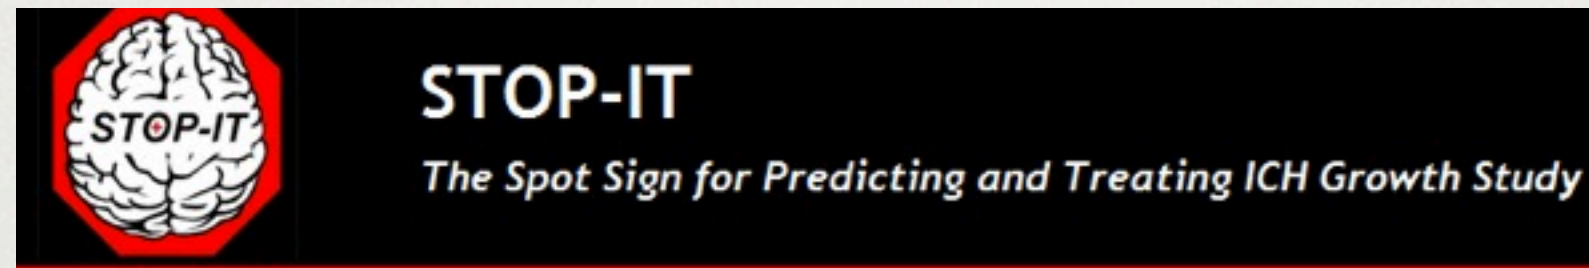 STOP-IT
STOP-IT
The Spot Sign for Predicting and Treating ICH Growth Study